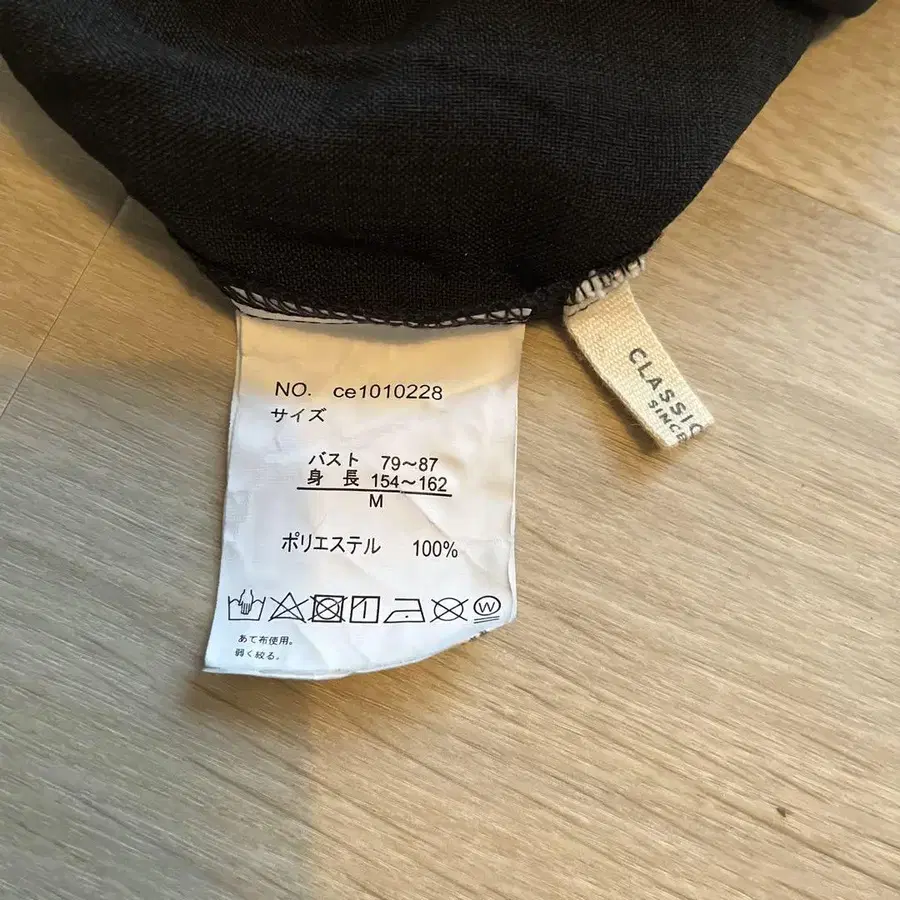 NO. ce1010228
サイズ
バスト 79～87
身 長 154～162
M
ポリエステル 100%
W
あて布使用。
弱く絞る。
CLASSIC
SINCE